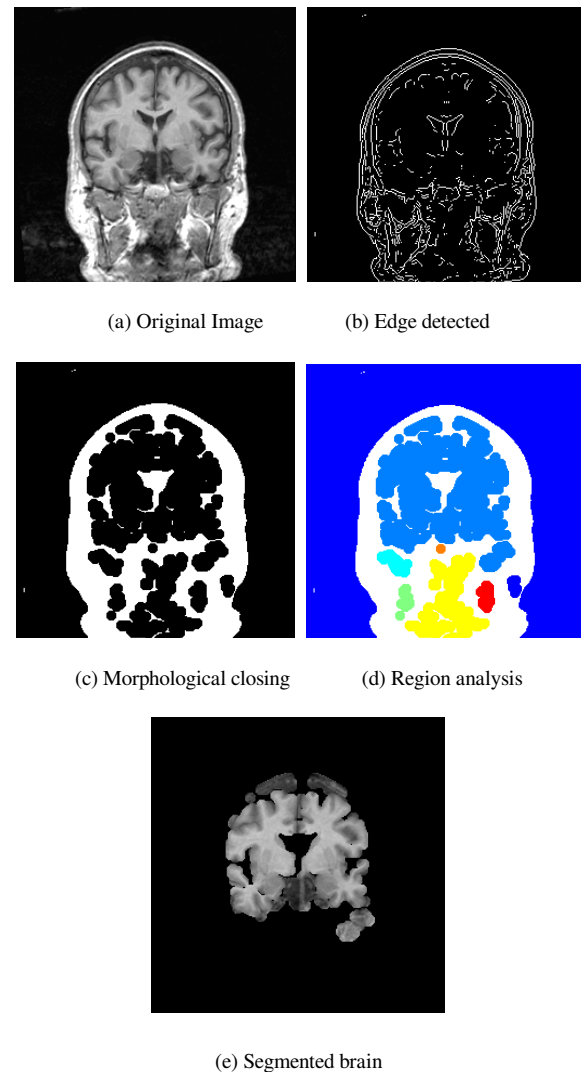 (a) Original Image (b) Edge detected
(c) Morphological closing (d) Region analysis
(e) Segmented brain